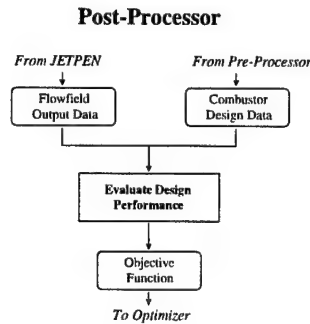 Post-Processor
From JETPEN
From Pre-Processor
Flowfield
Output Data
Combustor
Design Data
Evaluate Design
Performance
Objective
Function
To Optimizer